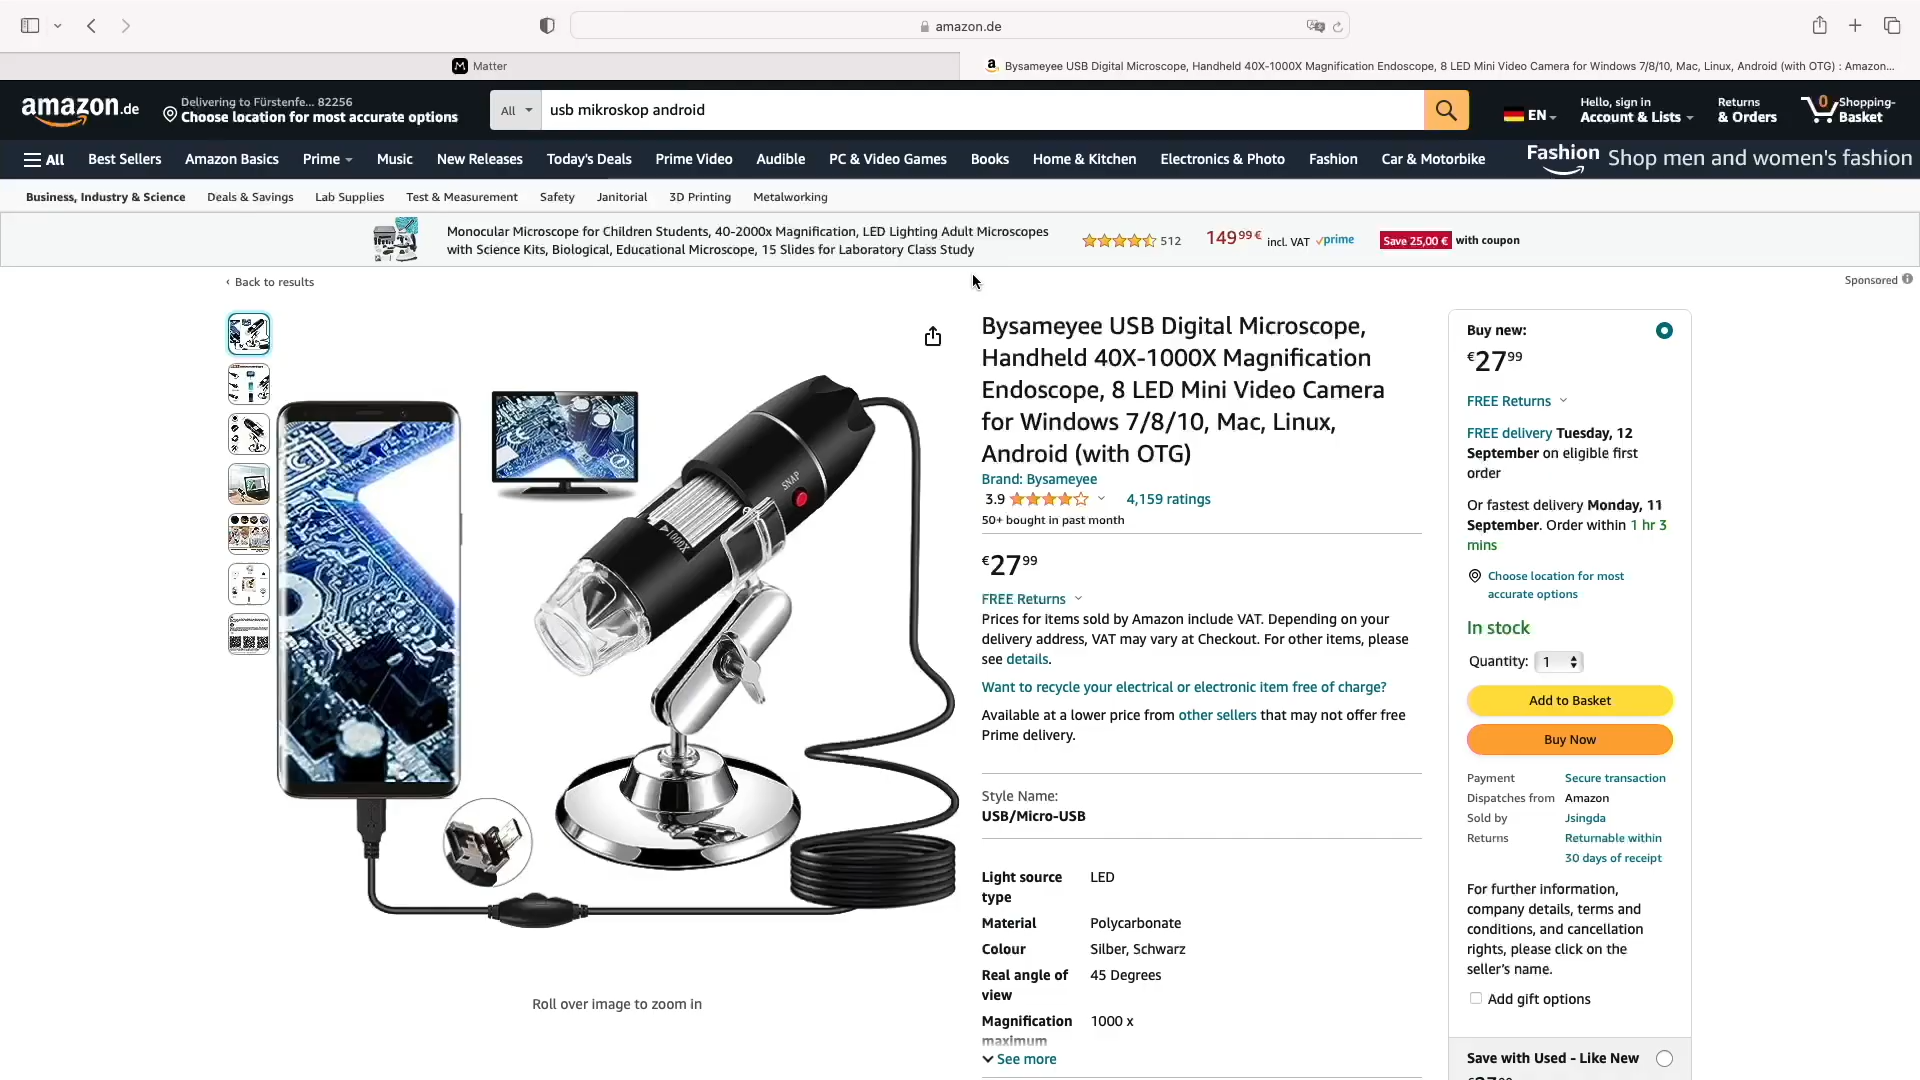 amazon.de
Matter
Bysameyee USB Digital Microscope, Handheld 40X-1000X Magnification Endoscope, 8 LED Mini Video Camera for Windows 7/8/10, Mac, Linux, Android (with OTG) : Amazon...
amazon.de
Delivering to Fürstenfe... 82256
Choose location for most accurate options
All
usb mikroskop android
EN
Hello, sign in
Account & Lists
Returns
& Orders
0
Shopping-
Basket
All
Best Sellers
Amazon Basics
Prime
Music
New Releases
Today's Deals
Prime Video
Audible
PC & Video Games
Books
Home & Kitchen
Electronics & Photo
Fashion
Car & Motorbike
Fashion Shop men and women's fashion
Business, Industry & Science
Deals & Savings
Lab Supplies
Test & Measurement
Safety
Janitorial
3D Printing
Metalworking
Monocular Microscope for Children Students, 40-2000x Magnification, LED Lighting Adult Microscopes
with Science Kits, Biological, Educational Microscope, 15 Slides for Laboratory Class Study
512
149,99 € incl. VAT prime
Save 25,00 € with coupon
‹ Back to results
Sponsored
SNAP
1000X
Roll over image to zoom in
Bysameyee USB Digital Microscope,
Handheld 40X-1000X Magnification
Endoscope, 8 LED Mini Video Camera
for Windows 7/8/10, Mac, Linux,
Android (with OTG)
Brand: Bysameyee
3.9
4,159 ratings
50+ bought in past month
€27 99
FREE Returns
Prices for items sold by Amazon include VAT. Depending on your
delivery address, VAT may vary at Checkout. For other items, please
see details.
Want to recycle your electrical or electronic item free of charge?
Available at a lower price from other sellers that may not offer free
Prime delivery.
Style Name:
USB/Micro-USB
Light source
type
LED
Material
Polycarbonate
Colour
Silber, Schwarz
Real angle of
view
45 Degrees
Magnification
maximum
1000 x
See more
Buy new:
€27 99
FREE Returns
FREE delivery Tuesday, 12
September on eligible first
order
Or fastest delivery Monday, 11
September. Order within 1 hr 3
mins
Choose location for most
accurate options
In stock
Quantity: 1
Add to Basket
Buy Now
Payment
Secure transaction
Dispatches from
Amazon
Sold by
Jsingda
Returns
Returnable within
30 days of receipt
For further information,
company details, terms and
conditions, and cancellation
rights, please click on the
seller's name.
Add gift options
Save with Used - Like New